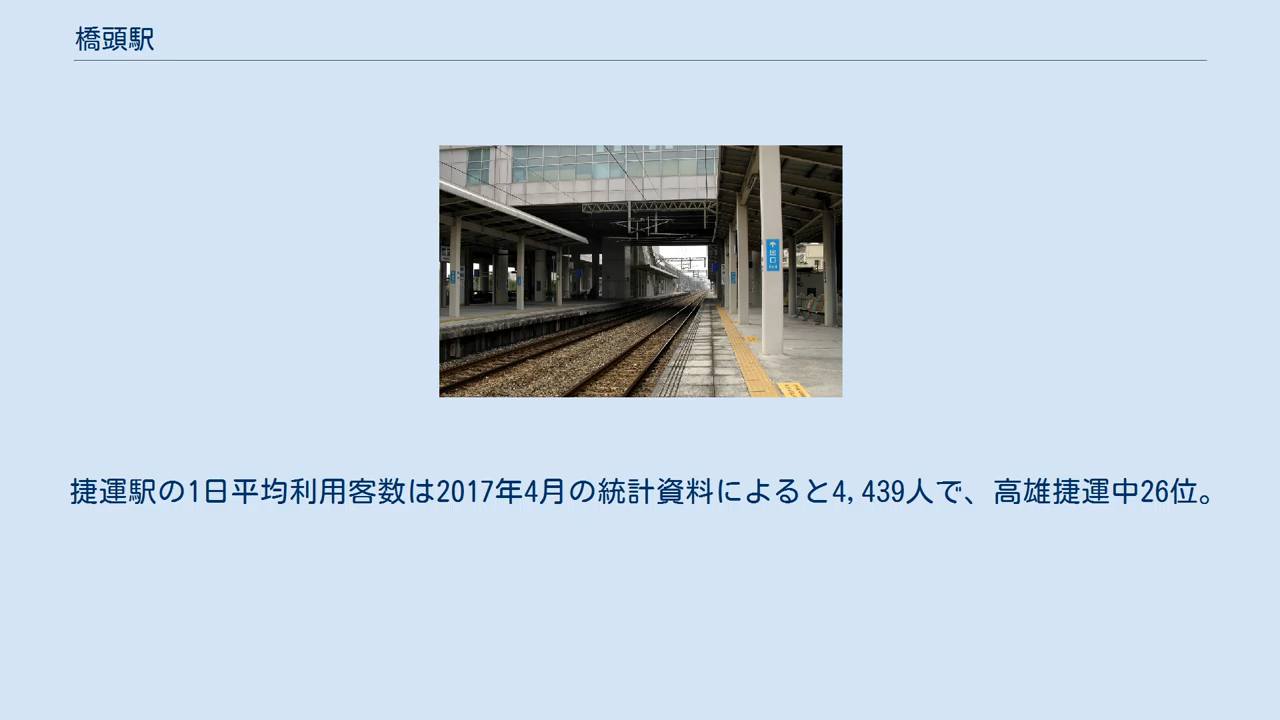 橋頭駅
出口
捷運駅の1日平均利用客数は2017年4月の統計資料によると4,439人で、高雄捷運中26位。